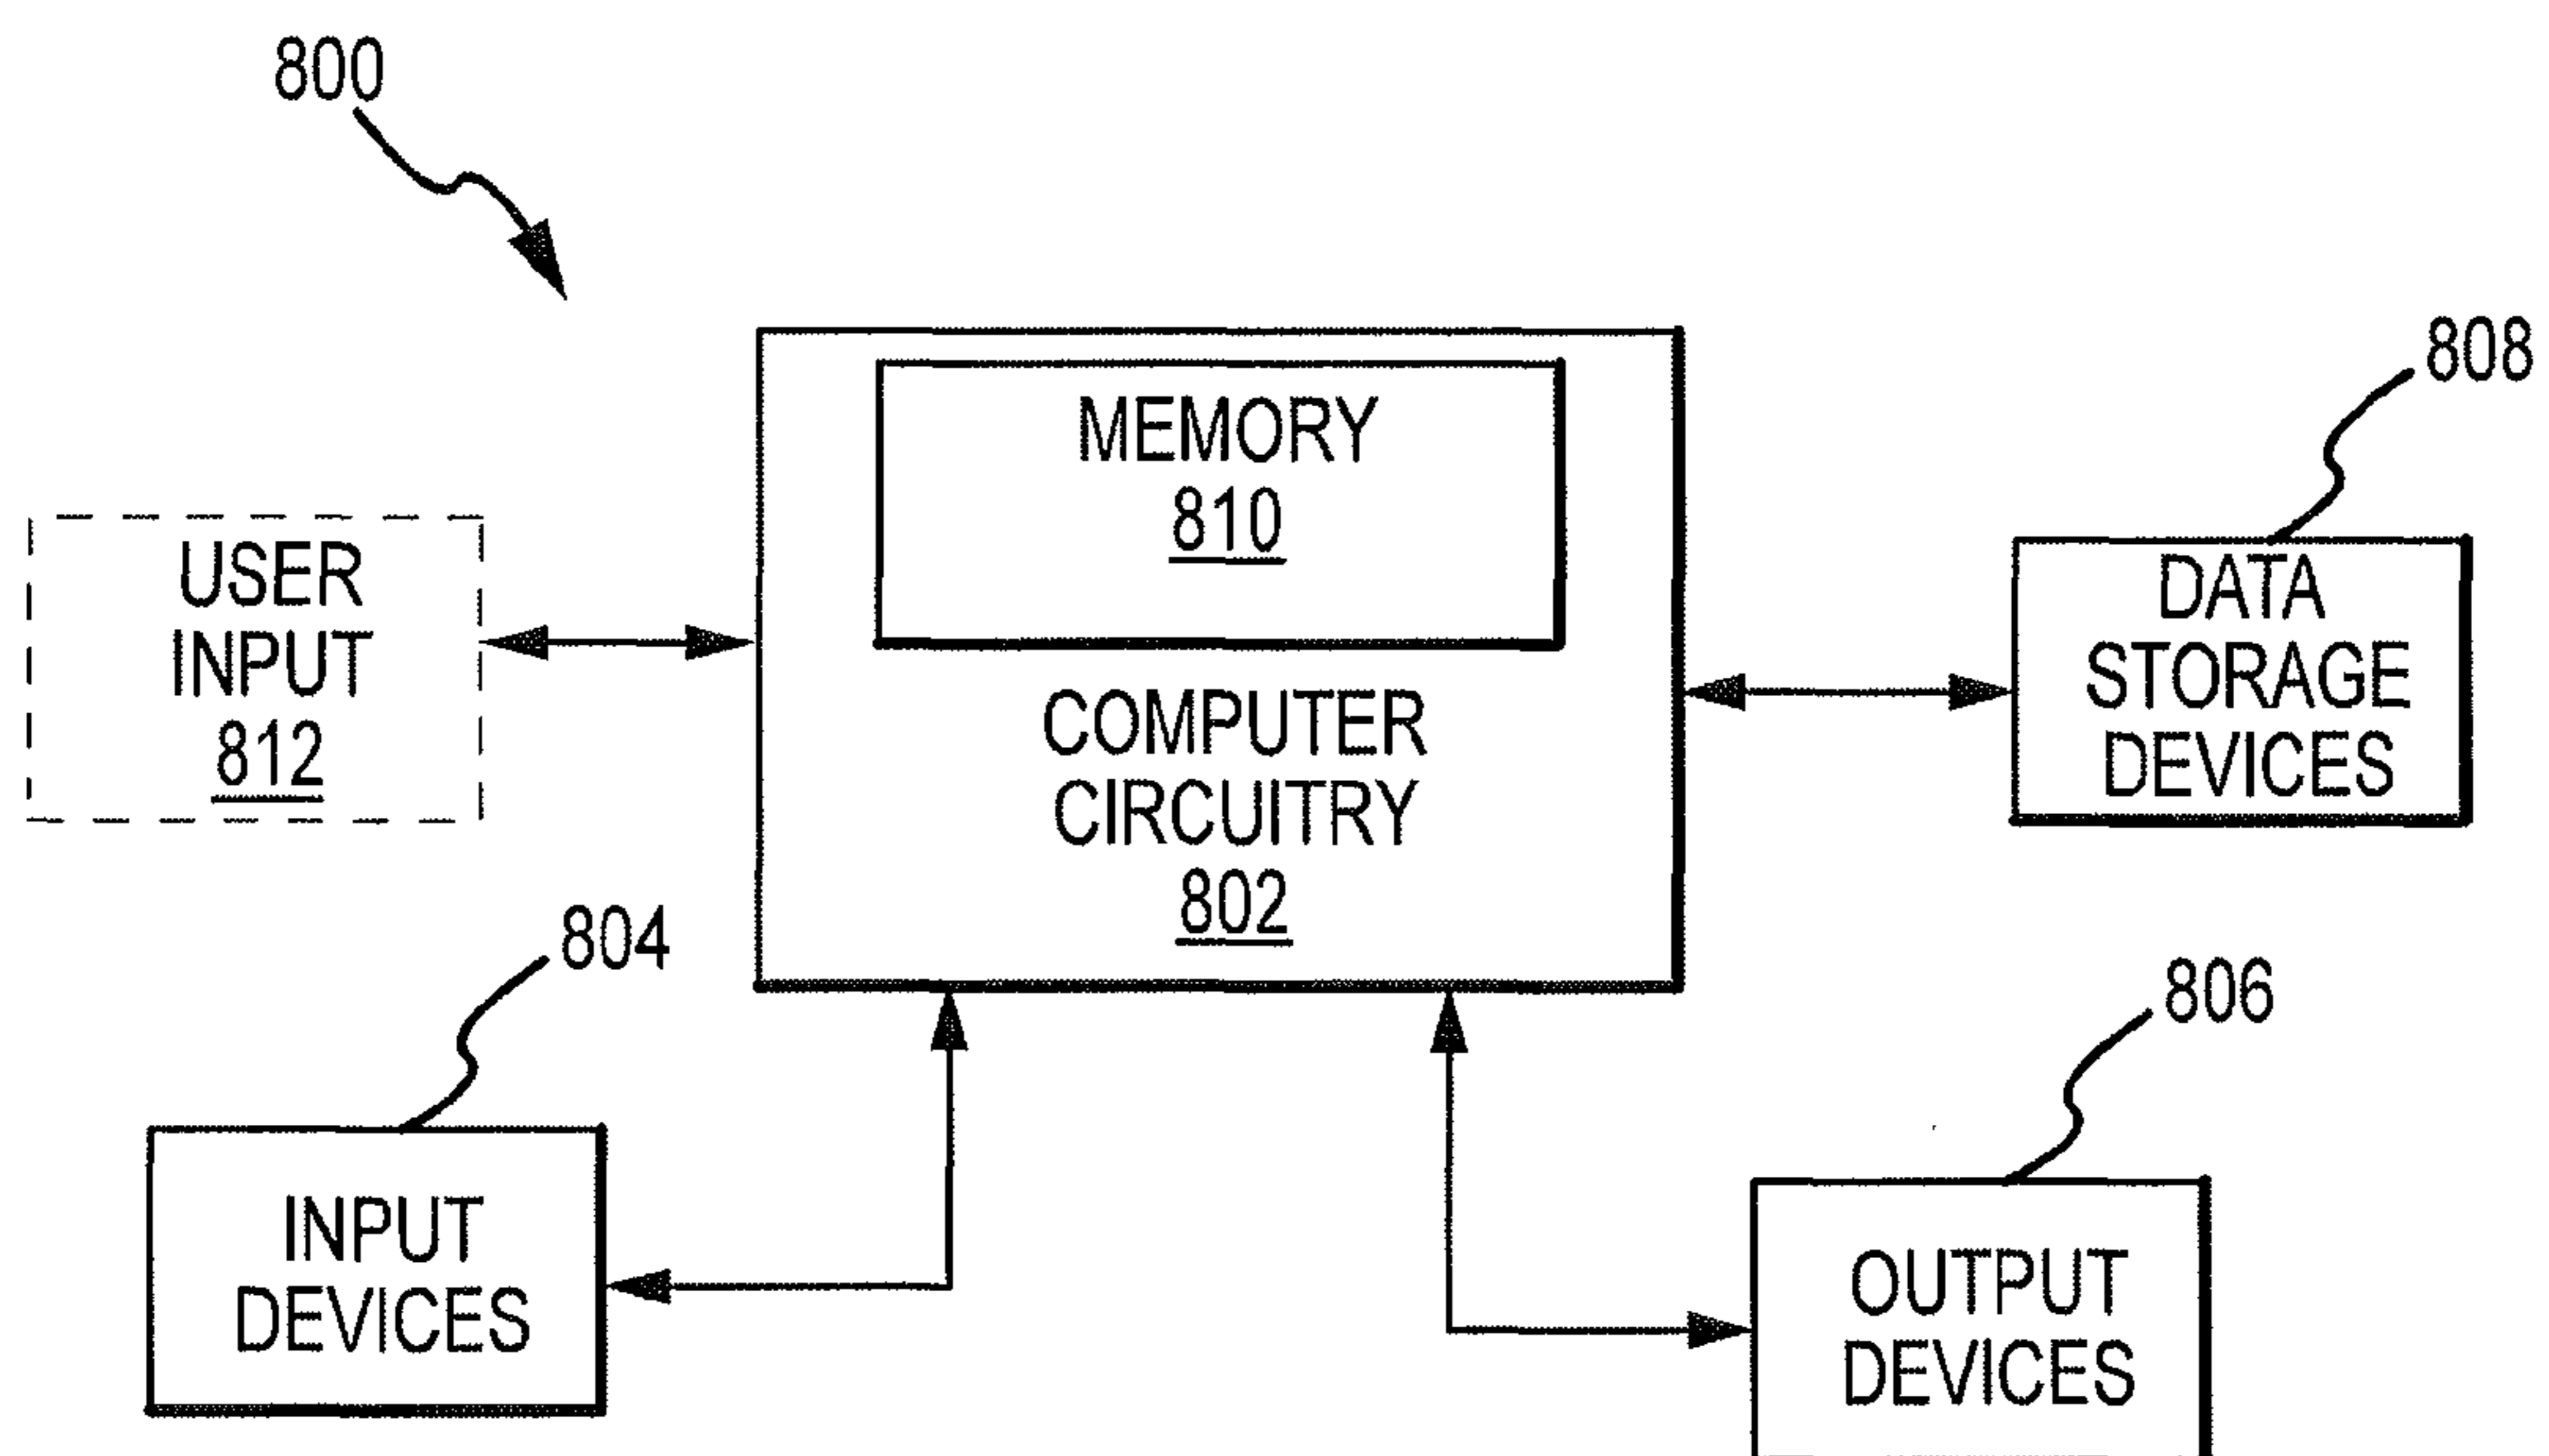 800
MEMORY
810
808
USER
INPUT
812
DATA
STORAGE
DEVICES
COMPUTER
CIRCUITRY
802
804
806
INPUT
DEVICES
OUTPUT
DEVICES